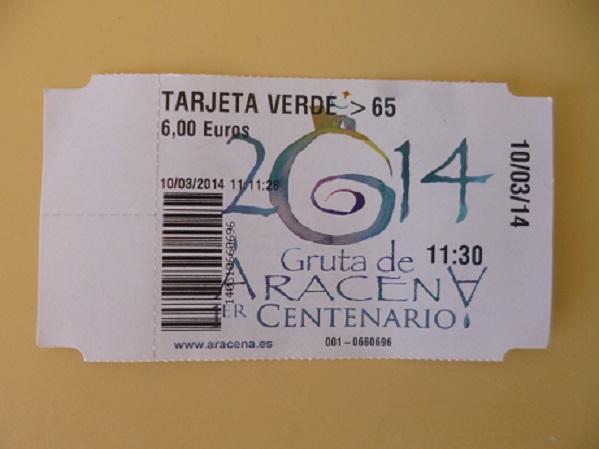 TARJETA VERDE > 65
6,00 Euros
10/03/2014 11:11:28
2014
10/03/14
Gruta de
11:30
ARACENA
1ER CENTENARIO
www.aracena.es
001-0660696